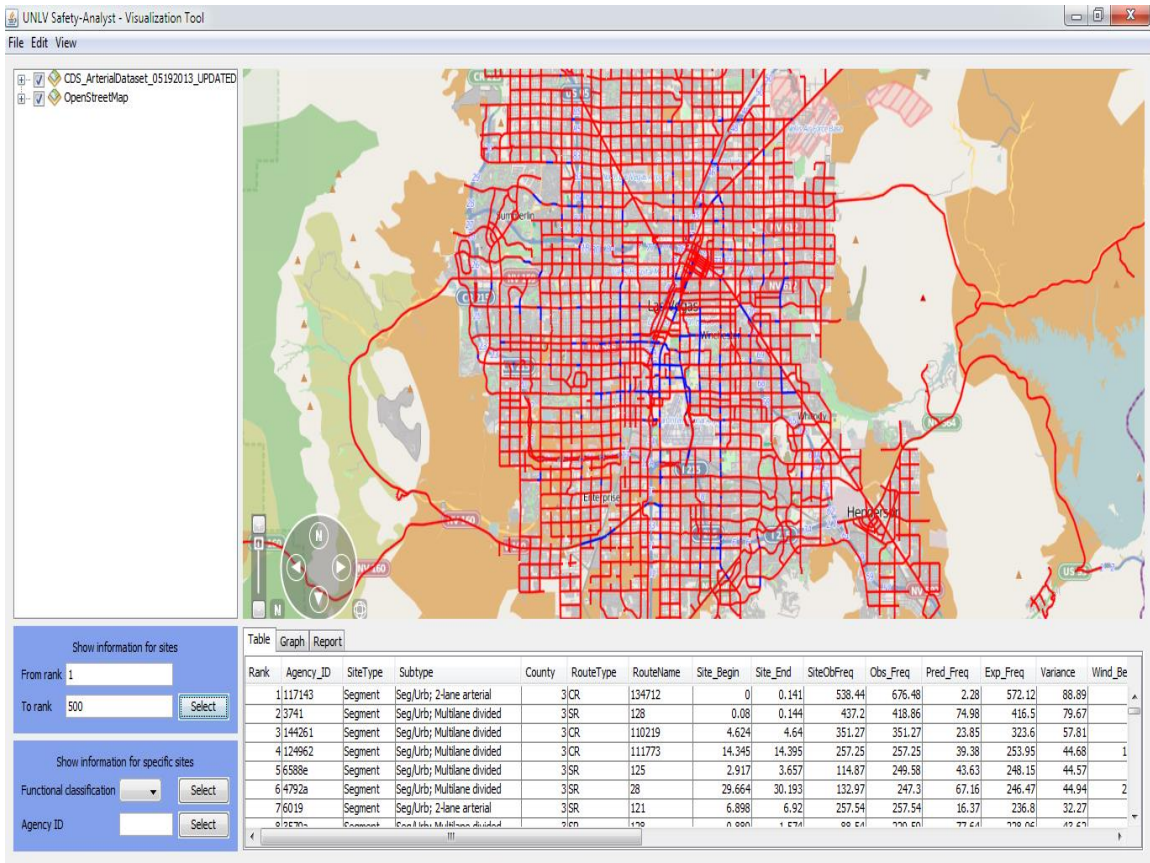 UNLV Safety-Analyst - Visualization Tool
File Edit View
CDS_ArterialDataset_05192013_UPDATED
OpenStreetMap
Summerlin
Las Vegas
Winchester
Whitney
Enterprise
Henderson
N
N
Show information for sites
From rank 1
To rank 500 Select
Show information for specific sites
Functional classification Select
Agency ID Select
Table Graph Report
Rank Agency_ID SiteType Subtype County RouteType RouteName Site_Begin Site_End SiteObFreq Obs_Freq Pred_Freq Exp_Freq Variance Wind_Be
1 117143 Segment Seg/Urb; 2-lane arterial 3 CR 134712 0 0.141 538.44 676.48 2.28 572.12 88.89
2 3741 Segment Seg/Urb; Multilane divided 3 SR 128 0.08 0.144 437.2 418.86 74.98 416.5 79.67
3 144261 Segment Seg/Urb; Multilane divided 3 CR 110219 4.624 4.64 351.27 351.27 23.85 323.6 57.81
4 124962 Segment Seg/Urb; Multilane divided 3 CR 111773 14.345 14.395 257.25 257.25 39.38 253.95 44.68 1
5 6588e Segment Seg/Urb; Multilane divided 3 SR 125 2.917 3.657 114.87 249.58 43.63 248.15 44.57
6 4792a Segment Seg/Urb; Multilane divided 3 SR 28 29.664 30.193 132.97 247.3 67.16 246.47 44.94 2
7 6019 Segment Seg/Urb; 2-lane arterial 3 SR 121 6.898 6.92 257.54 257.54 16.37 236.8 32.27